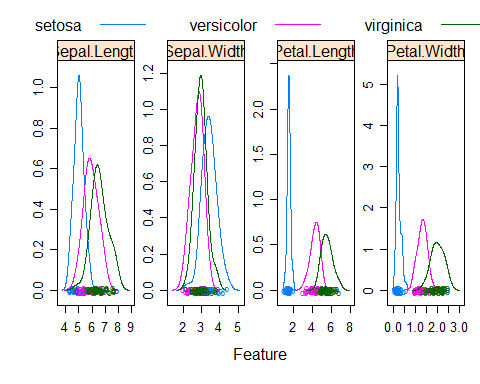 setosa versicolor virginica
Sepal.Length Sepal.Width Petal.Length Petal.Width
0.0 0.2 0.4 0.6 0.8 1.0
4 5 6 7 8 9
0.0 0.2 0.4 0.6 0.8 1.0 1.2
2 3 4 5
0.0 0.5 1.0 1.5 2.0
2 4 6 8
0 1 2 3 4 5
0.0 1.0 2.0 3.0
Feature